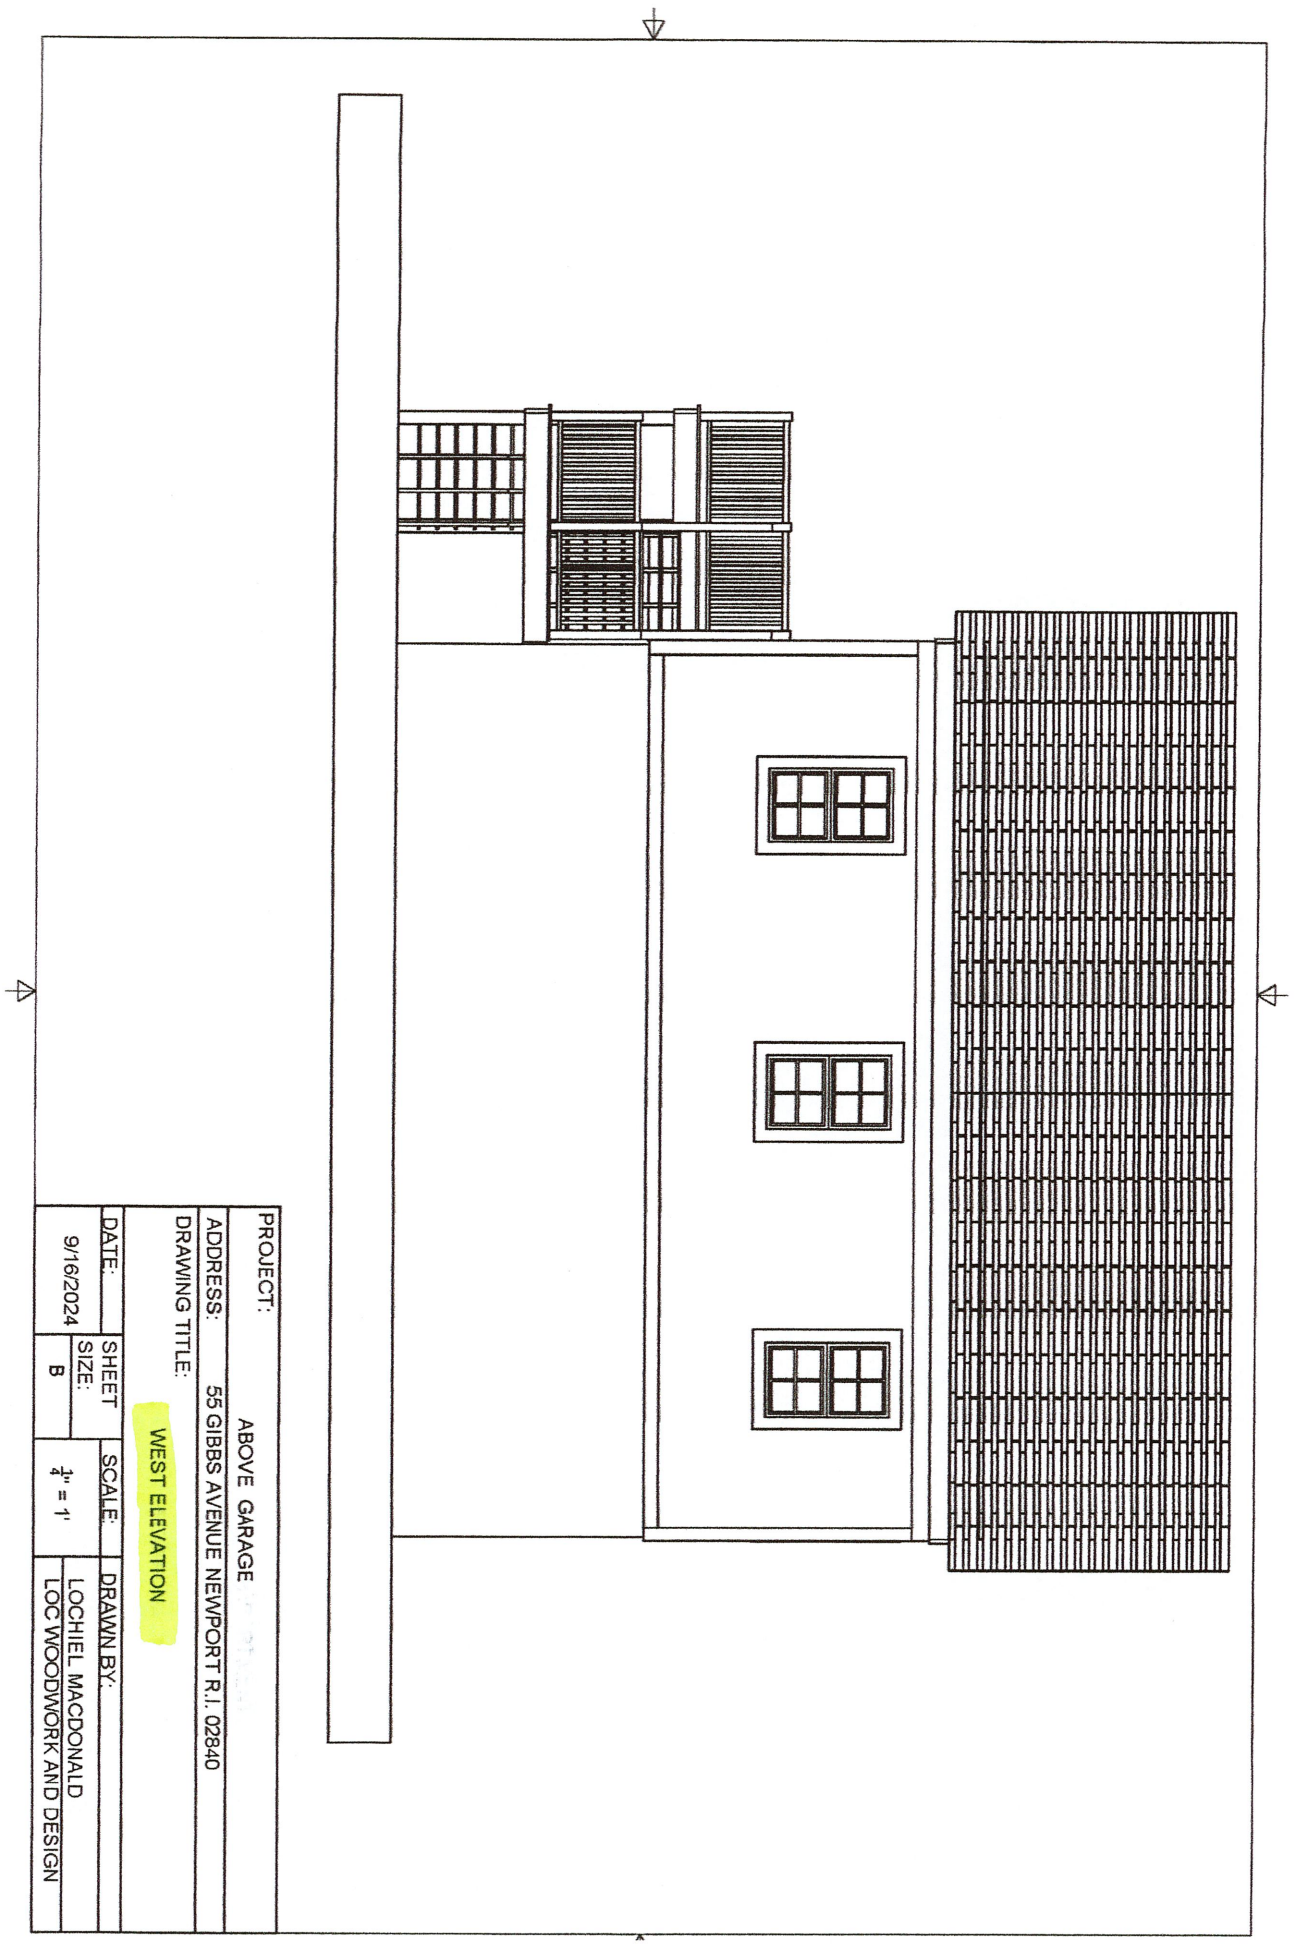 PROJECT:
ABOVE GARAGE
ADDRESS: 55 GIBBS AVENUE NEWPORT R.I. 02840
DRAWING TITLE:
WEST ELEVATION
DATE:
9/16/2024
SHEET
SIZE:
B
SCALE:
1/4" = 1'
DRAWN BY:
LOCHIEL MACDONALD
LOC WOODWORK AND DESIGN